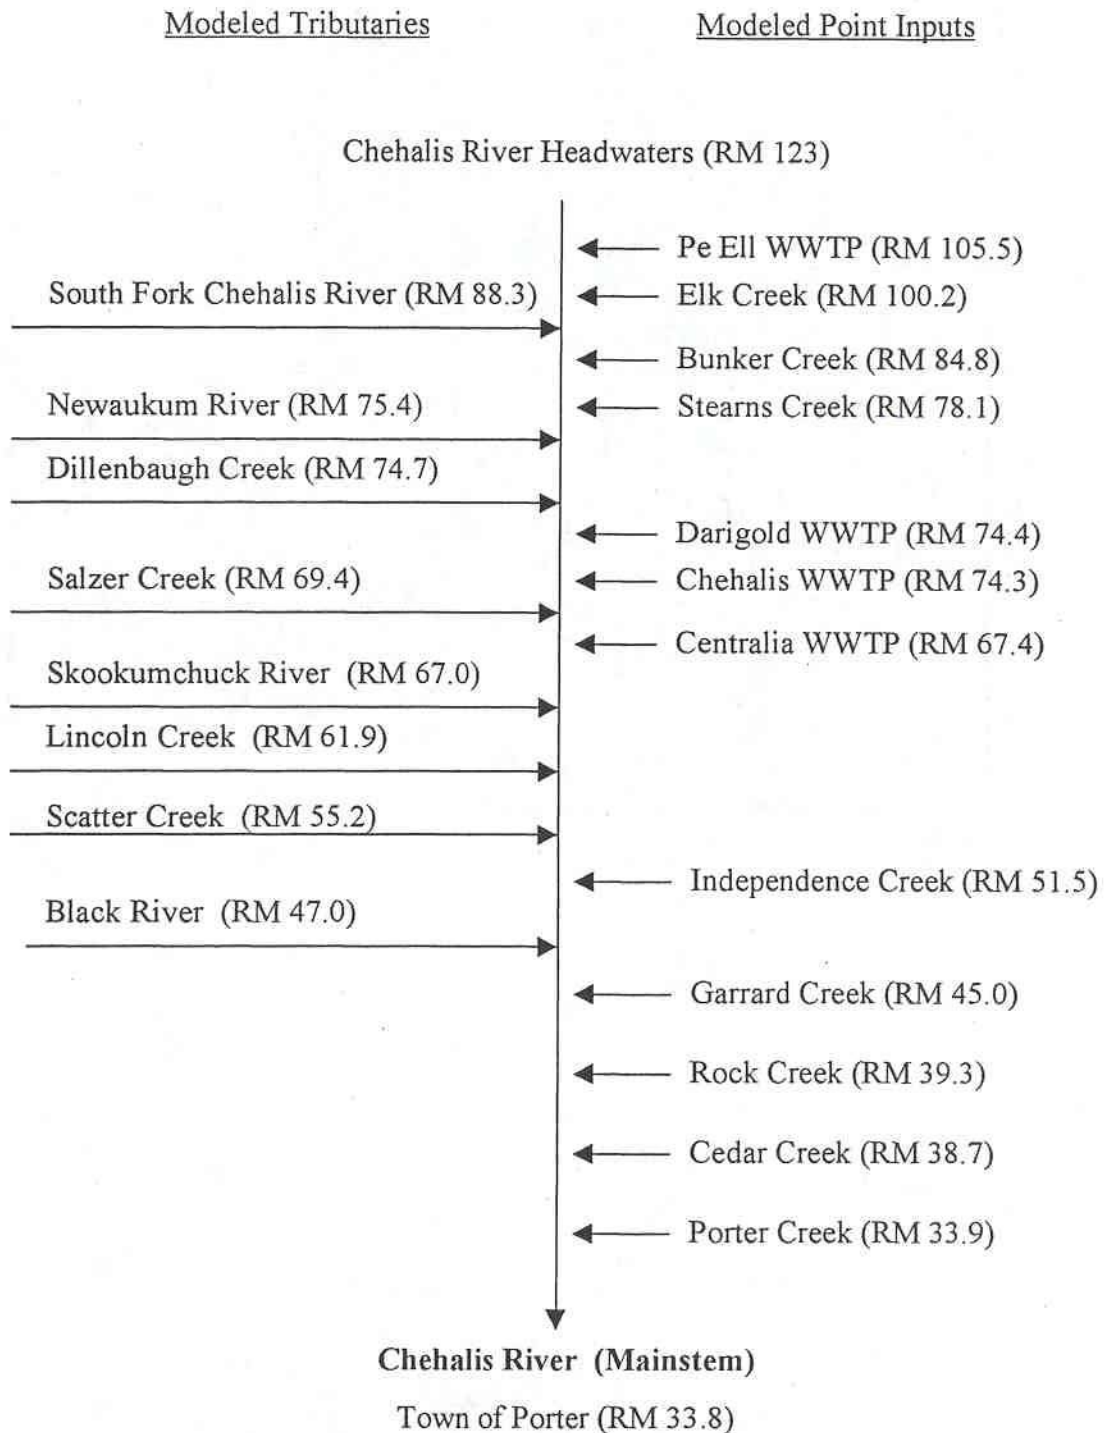 Modeled Tributaries
Modeled Point Inputs
Chehalis River Headwaters (RM 123)
Pe Ell WWTP (RM 105.5)
South Fork Chehalis River (RM 88.3)
Elk Creek (RM 100.2)
Bunker Creek (RM 84.8)
Newaukum River (RM 75.4)
Stearns Creek (RM 78.1)
Dillenbaugh Creek (RM 74.7)
Darigold WWTP (RM 74.4)
Salzer Creek (RM 69.4)
Chehalis WWTP (RM 74.3)
Centralia WWTP (RM 67.4)
Skookumchuck River (RM 67.0)
Lincoln Creek (RM 61.9)
Scatter Creek (RM 55.2)
Independence Creek (RM 51.5)
Black River (RM 47.0)
Garrard Creek (RM 45.0)
Rock Creek (RM 39.3)
Cedar Creek (RM 38.7)
Porter Creek (RM 33.9)
Chehalis River (Mainstem)
Town of Porter (RM 33.8)